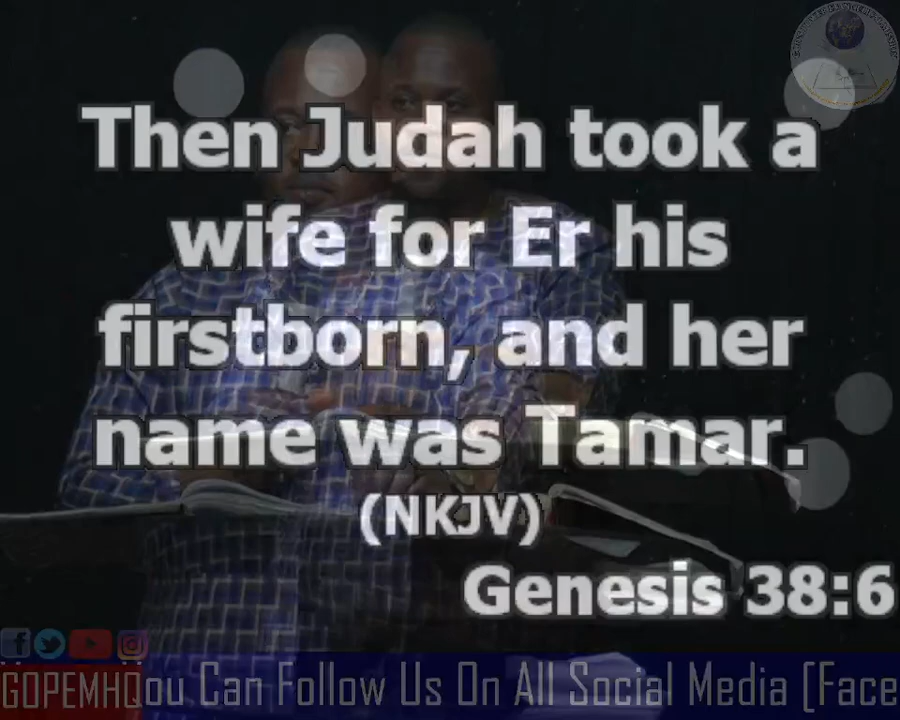 Then Judah took a
wife for Er his
firstborn, and her
name was Tamar.
(NKJV)
Genesis 38:6
GOPEMHQ
ou Can Follow Us On All Social Media (Face